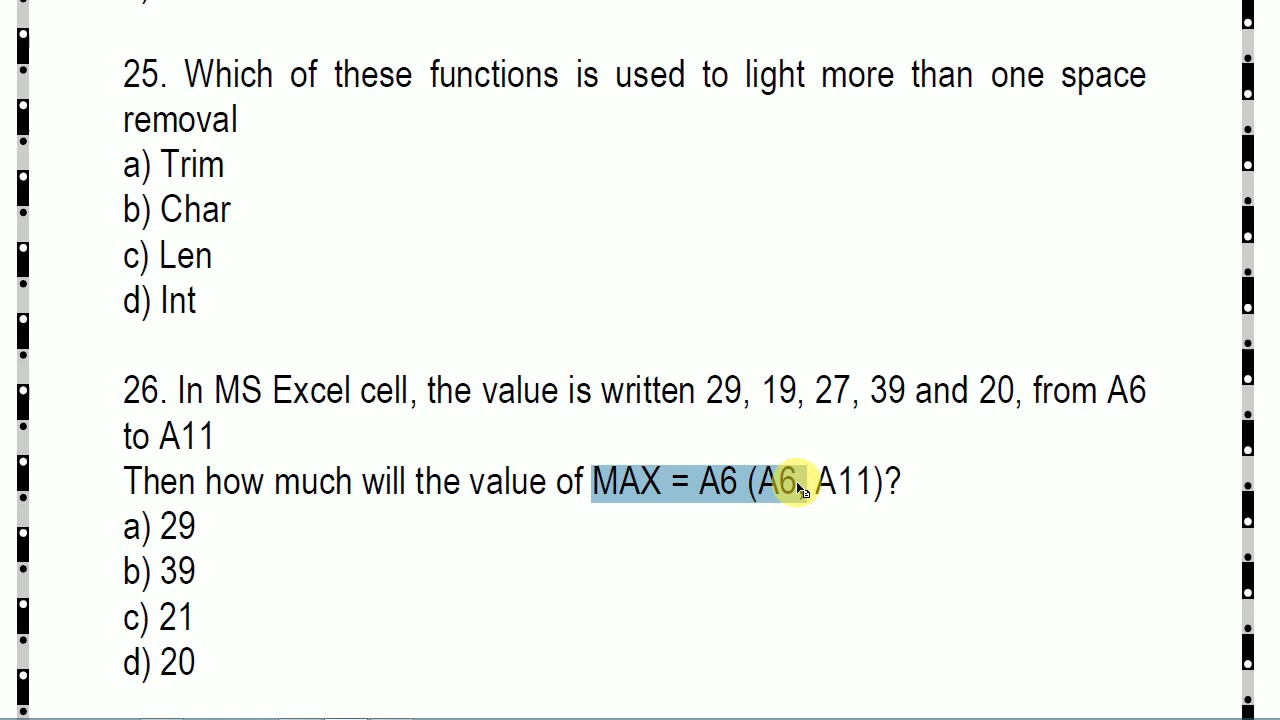 25. Which of these functions is used to light more than one space
removal
a) Trim
b) Char
c) Len
d) Int
26. In MS Excel cell, the value is written 29, 19, 27, 39 and 20, from A6
to A11
Then how much will the value of MAX = A6 (A6, A11)?
a) 29
b) 39
c) 21
d) 20